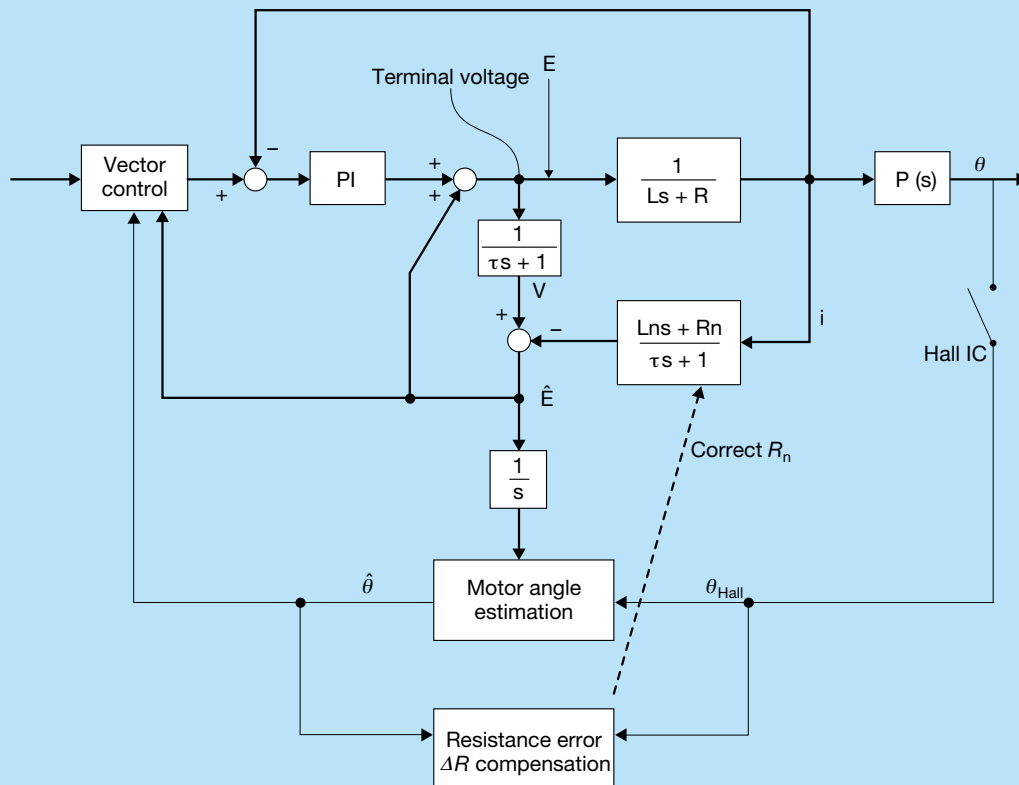 Terminal voltage
E
−
Vector
control
+
PI
+
+
1
Ls + R
P (s)
θ
1
τs + 1
V
+
−
Lns + Rn
τs + 1
i
Hall IC
Ê
1
s
Correct Rn
θ̂
Motor angle
estimation
θHall
Resistance error
ΔR compensation